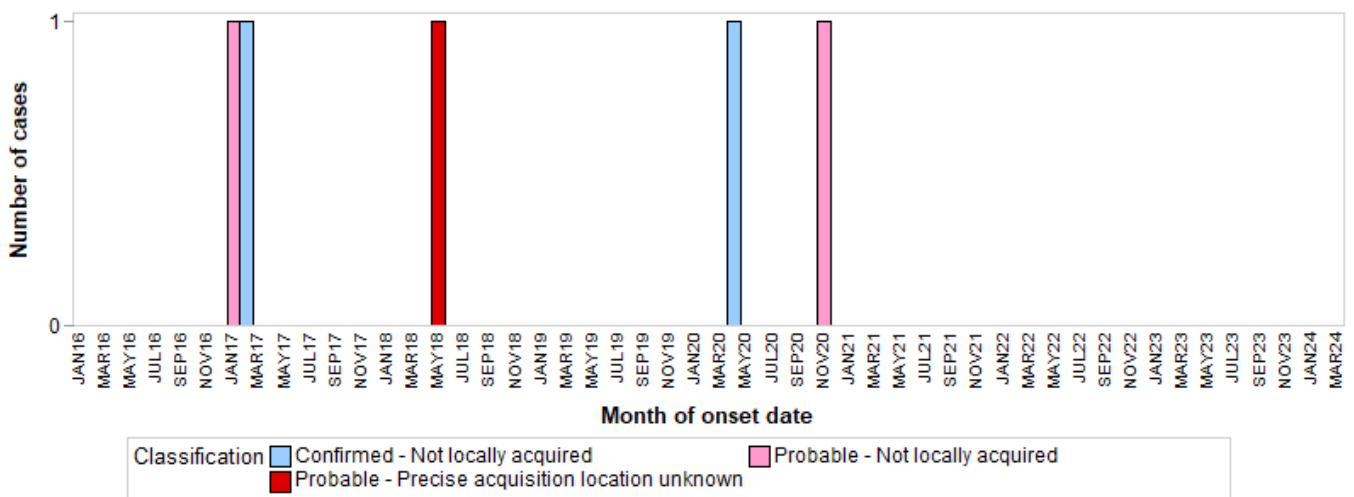 1
0
Number of cases
JAN16 MAR16 MAY16 JUL16 SEP16 NOV16 JAN17 MAR17 MAY17 JUL17 SEP17 NOV17 JAN18 MAR18 MAY18 JUL18 SEP18 NOV18 JAN19 MAR19 MAY19 JUL19 SEP19 NOV19 JAN20 MAR20 MAY20 JUL20 SEP20 NOV20 JAN21 MAR21 MAY21 JUL21 SEP21 NOV21 JAN22 MAR22 MAY22 JUL22 SEP22 NOV22 JAN23 MAR23 MAY23 JUL23 SEP23 NOV23 JAN24 MAR24
Month of onset date
Classification Confirmed - Not locally acquired Probable - Not locally acquired
Probable - Precise acquisition location unknown